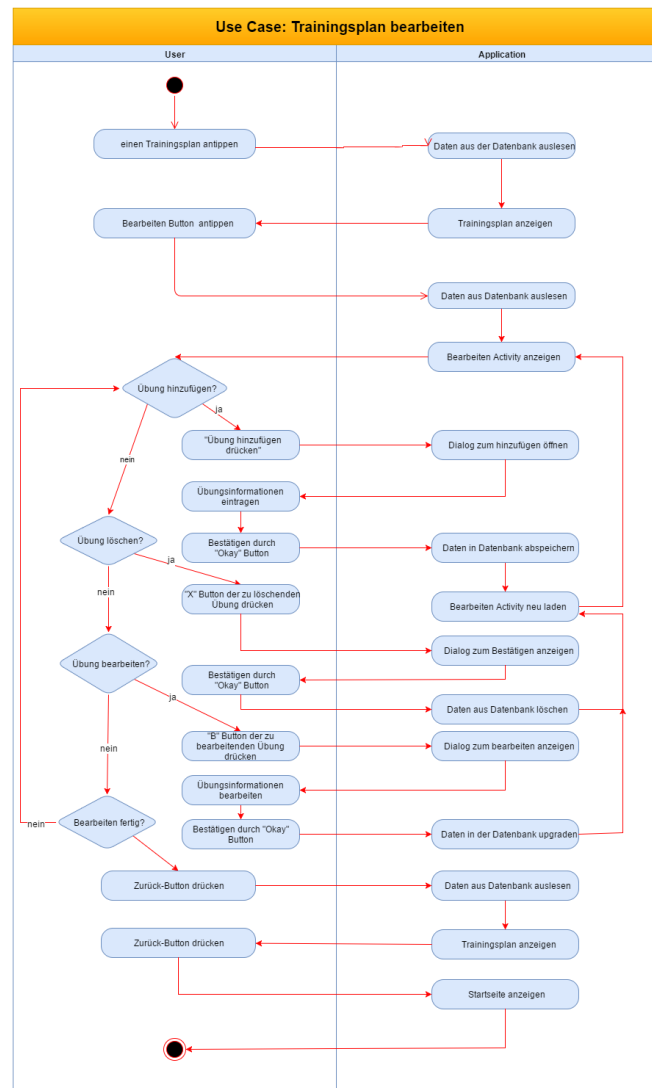 Use Case: Trainingsplan bearbeiten
User
Application
einen Trainingsplan antippen
Daten aus der Datenbank auslesen
Bearbeiten Button antippen
Trainingsplan anzeigen
Daten aus Datenbank auslesen
Bearbeiten Activity anzeigen
Übung hinzufügen?
ja
"Übung hinzufügen
drücken"
Dialog zum hinzufügen öffnen
nein
Übungsinformationen
eintragen
Übung löschen?
Bestätigen durch
"Okay" Button
Daten in Datenbank abspeichern
ja
nein
"X" Button der zu löschenden
Übung drücken
Bearbeiten Activity neu laden
Dialog zum Bestätigen anzeigen
Übung bearbeiten?
Bestätigen durch
"Okay" Button
ja
Daten aus Datenbank löschen
nein
"B" Button der zu
bearbeitenden Übung
drücken
Dialog zum bearbeiten anzeigen
Übungsinformationen
bearbeiten
nein
Bearbeiten fertig?
Bestätigen durch "Okay"
Button
Daten in der Datenbank upgraden
Zurück-Button drücken
Daten aus Datenbank auslesen
Zurück-Button drücken
Trainingsplan anzeigen
Startseite anzeigen